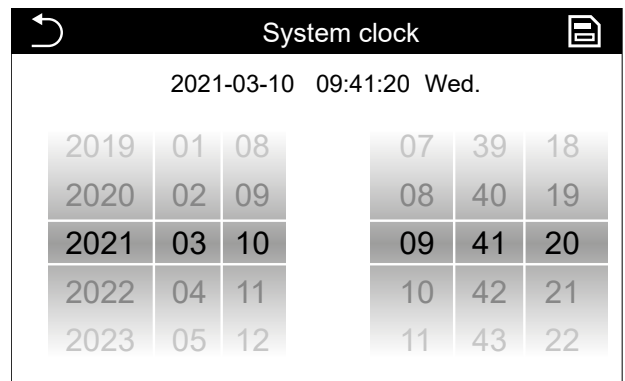 System clock
2021-03-10 09:41:20 Wed.
2019 01 08 07 39 18
2020 02 09 08 40 19
2021 03 10 09 41 20
2022 04 11 10 42 21
2023 05 12 11 43 22